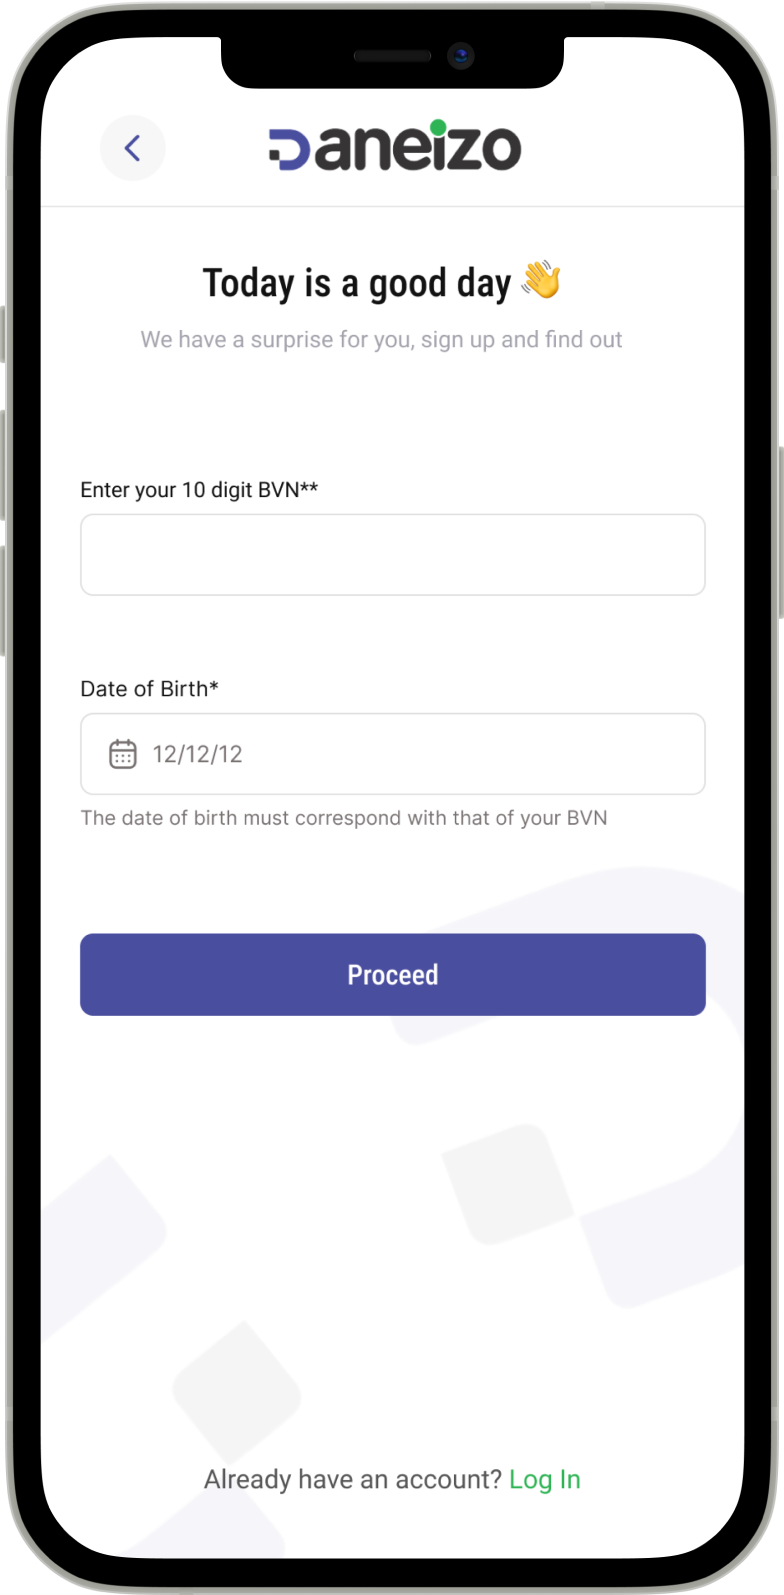 Daneizo
Today is a good day 👋
We have a surprise for you, sign up and find out
Enter your 10 digit BVN**
Date of Birth*
12/12/12
The date of birth must correspond with that of your BVN
Proceed
Already have an account? Log In